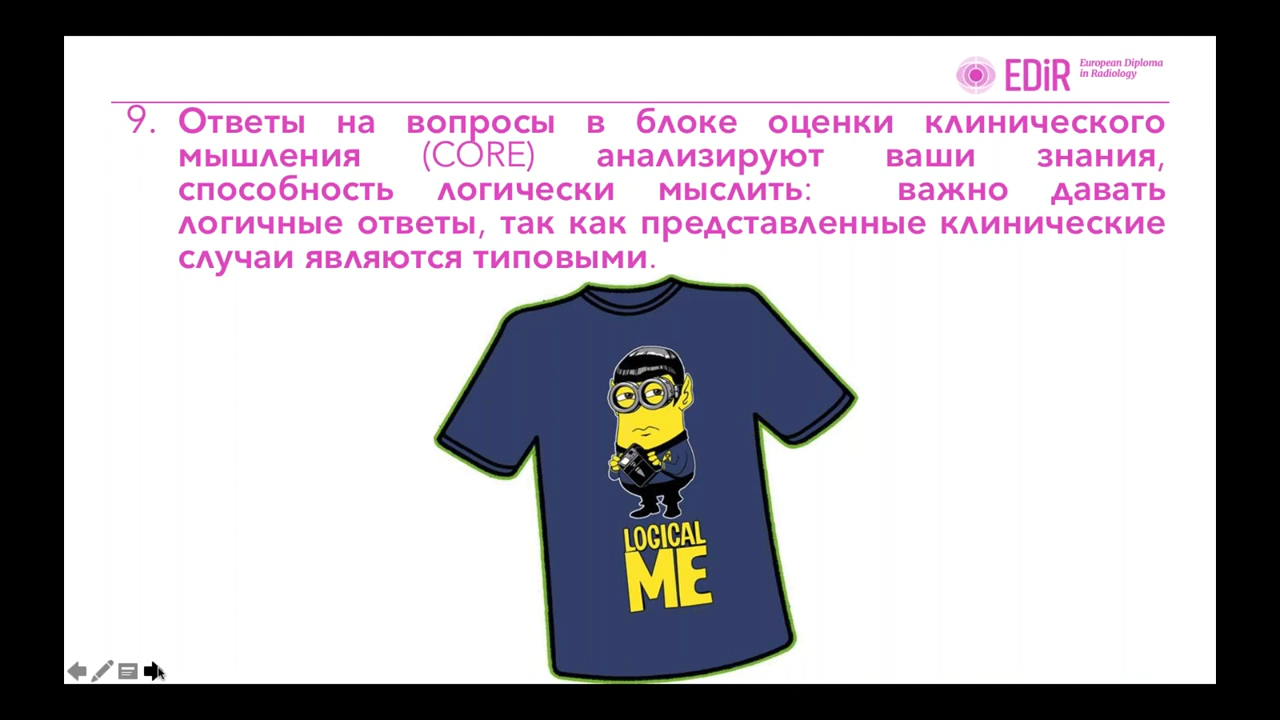 EDiR
European Diploma
in Radiology
9. Ответы на вопросы в блоке оценки клинического
мышления (CORE) анализируют ваши знания,
способность логически мыслить: важно давать
логичные ответы, так как представленные клинические
случаи являются типовыми.
LOGICAL
ME